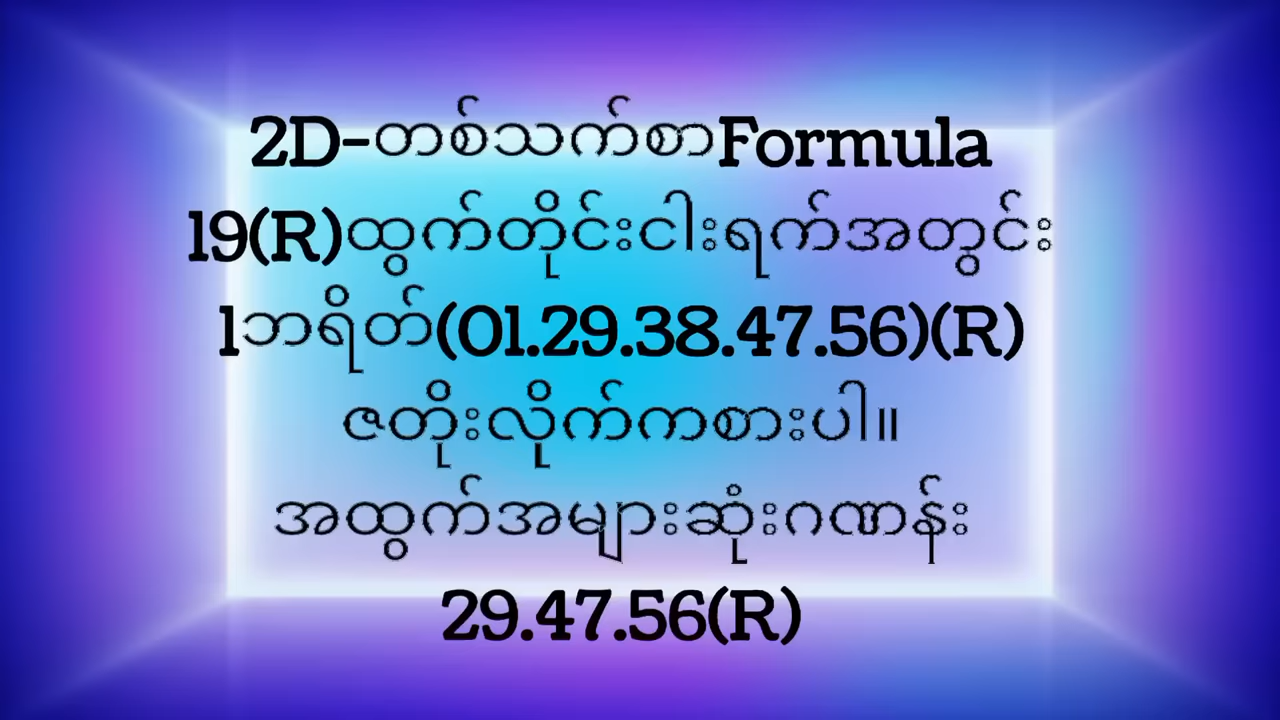 2D-တစ်သက်စာFormula
19(R)ထွက်တိုင်းငါးရက်အတွင်း
1ဘရိတ်(01.29.38.47.56)(R)
ဇတိုးလိုက်ကစားပါ။
အထွက်အများဆုံးဂဏန်း
29.47.56(R)